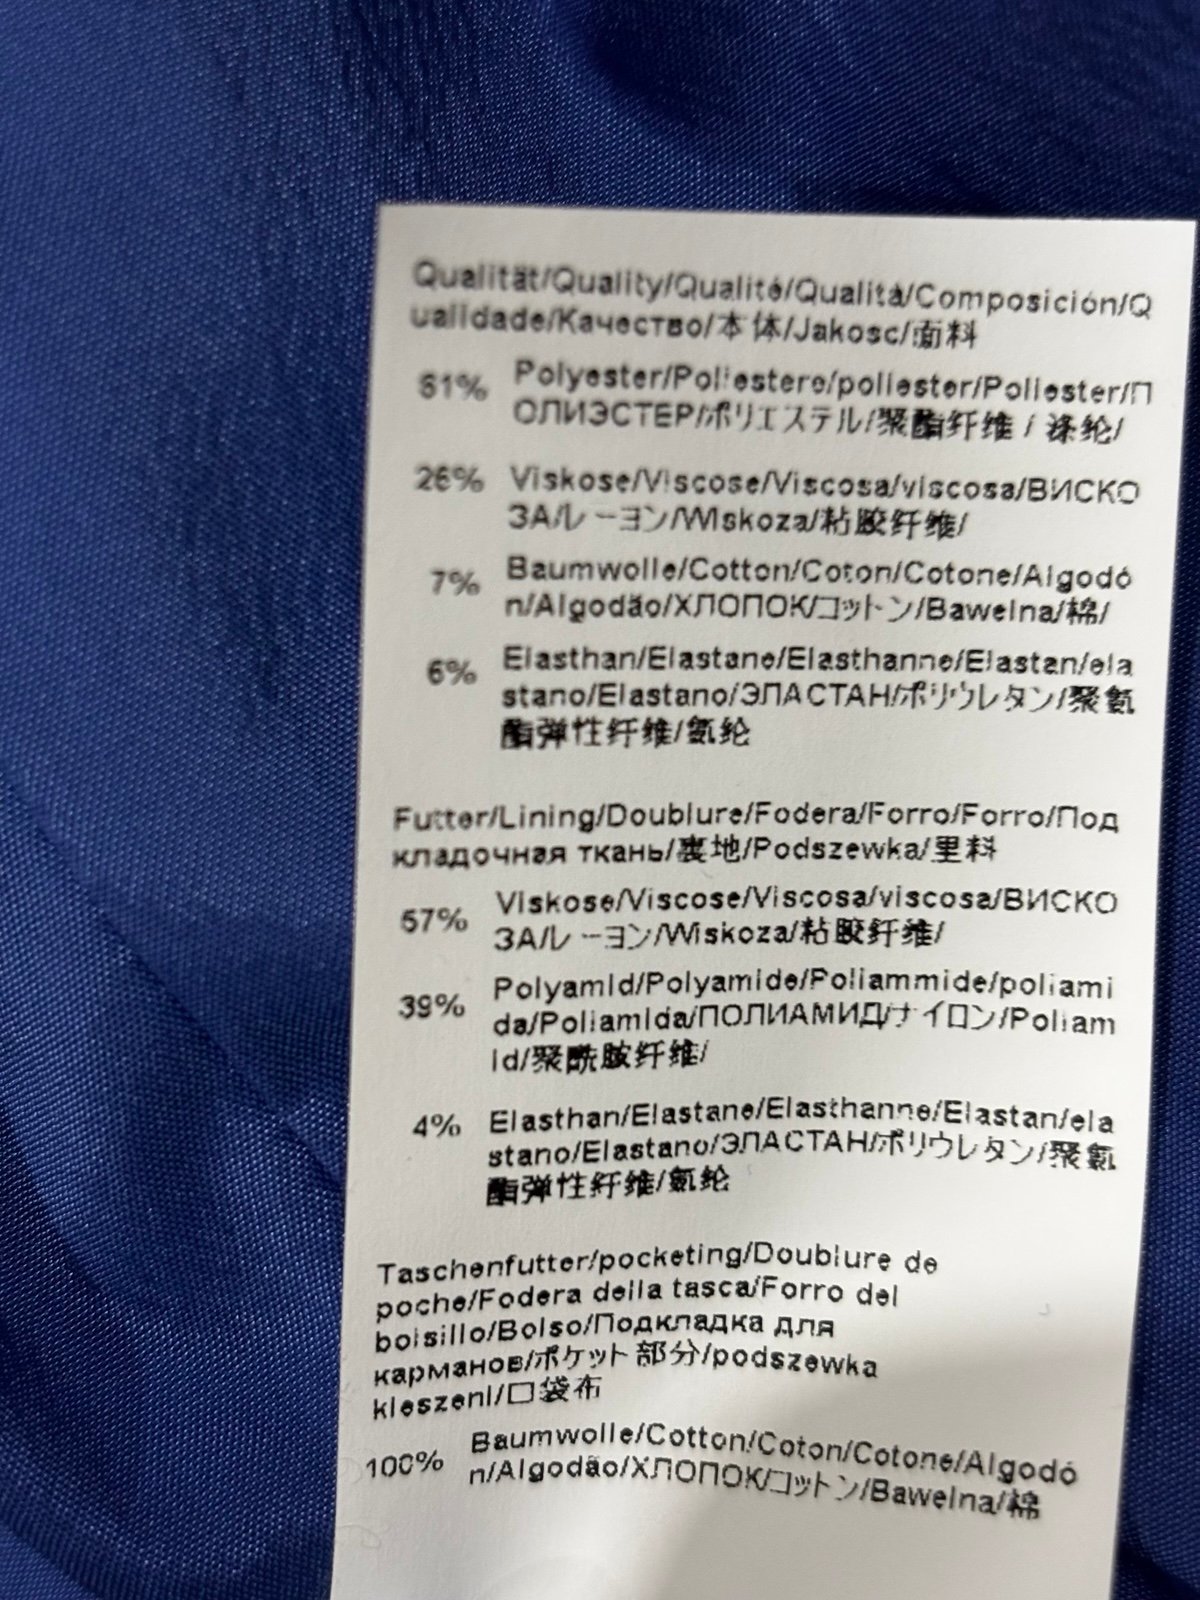 Qualität/Quality/Qualité/Qualità/Composición/Q
ualidade/Качество/本体/Jakosc/面料
61% Polyester/Poliestere/poliester/Poliester/П
ОЛИЭСТЕР/ポリエステル/聚酯纤维 / 涤纶/
26% Viskose/Viscose/Viscosa/viscosa/ВИСКО
ЗА/レーヨン/Wiskoza/粘胶纤维/
7% Baumwolle/Cotton/Coton/Cotone/Algodó
n/Algodão/ХЛОПОК/コットン/Bawelna/棉/
6% Elasthan/Elastane/Elasthanne/Elastan/ela
stano/Elastano/ЭЛАСТАН/ポリウレタン/聚氨
酯弹性纤维/氨纶
Futter/Lining/Doublure/Fodera/Forro/Forro/Под
кладочная ткань/裏地/Podszewka/里料
57% Viskose/Viscose/Viscosa/viscosa/ВИСКО
ЗА/レーヨン/Wiskoza/粘胶纤维/
39% Polyamid/Polyamide/Poliammide/poliami
da/Poliamida/ПОЛИАМИД/ナイロン/Poliam
id/聚酰胺纤维/
4% Elasthan/Elastane/Elasthanne/Elastan/ela
stano/Elastano/ЭЛАСТАН/ポリウレタン/聚氨
酯弹性纤维/氨纶
Taschenfutter/pocketing/Doublure de
poche/Fodera della tasca/Forro del
bolsillo/Bolso/Подкладка для
карманов/ポケット部分/podszewka
kieszeni/口袋布
100% Baumwolle/Cotton/Coton/Cotone/Algodó
n/Algodão/ХЛОПОК/コットン/Bawelna/棉